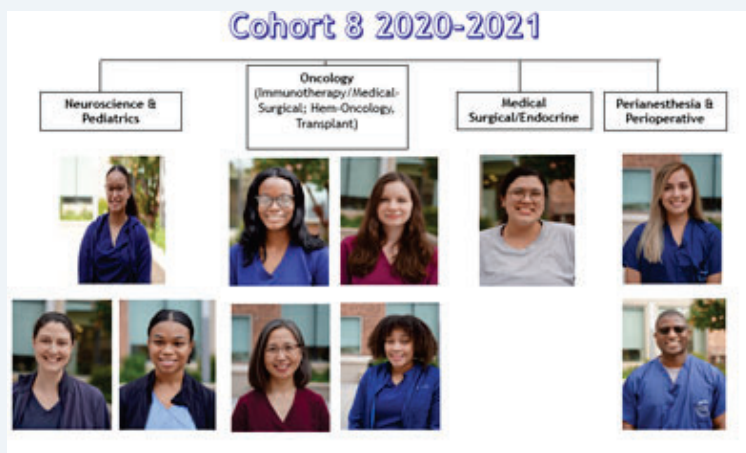 Cohort 8 2020-2021
Neuroscience &
Pediatrics
Oncology
(Immunotherapy/Medical-
Surgical; Hem-Oncology,
Transplant)
Medical
Surgical/Endocrine
Perianesthesia &
Perioperative